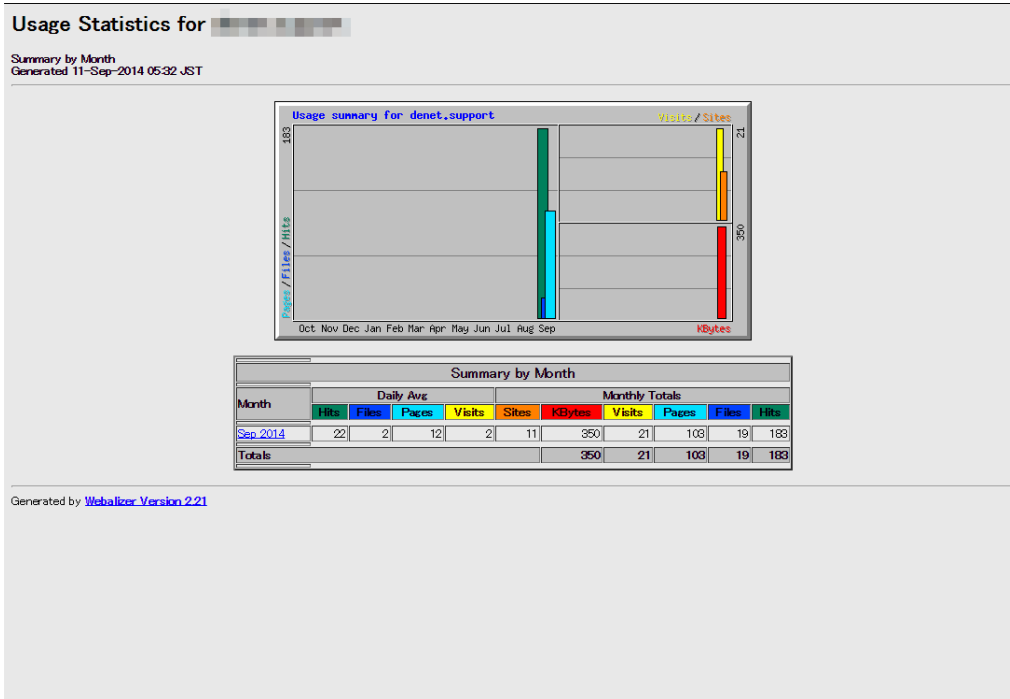 Usage Statistics for
Summary by Month
Generated 11-Sep-2014 05:32 JST
Usage summary for denet.support
Visits/Sites
183
21
Pages/Files/Hits
350
Oct Nov Dec Jan Feb Mar Apr May Jun Jul Aug Sep
KBytes
Summary by Month
Month Daily Avg Monthly Totals
Hits Files Pages Visits Sites KBytes Visits Pages Files Hits
Sep 2014 22 2 12 2 11 350 21 103 19 183
Totals 350 21 103 19 183
Generated by Webalizer Version 2.21